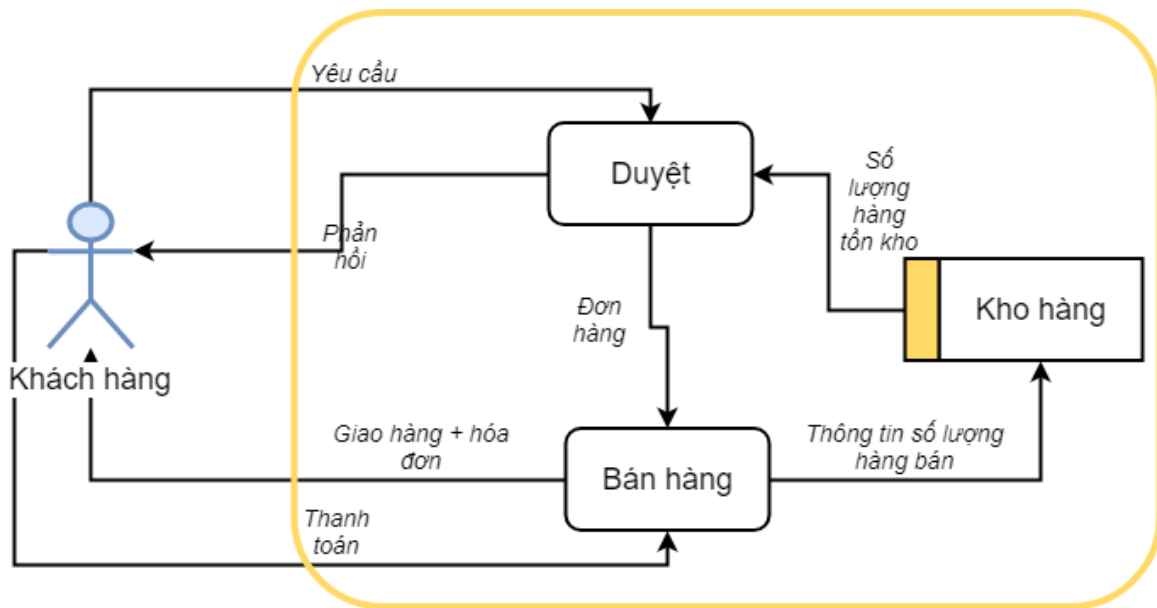 Yêu cầu
Duyệt
Số
lượng
hàng
tồn kho
Phản
hồi
Đơn
hàng
Kho hàng
Khách hàng
Giao hàng + hóa
đơn
Bán hàng
Thông tin số lượng
hàng bán
Thanh
toán